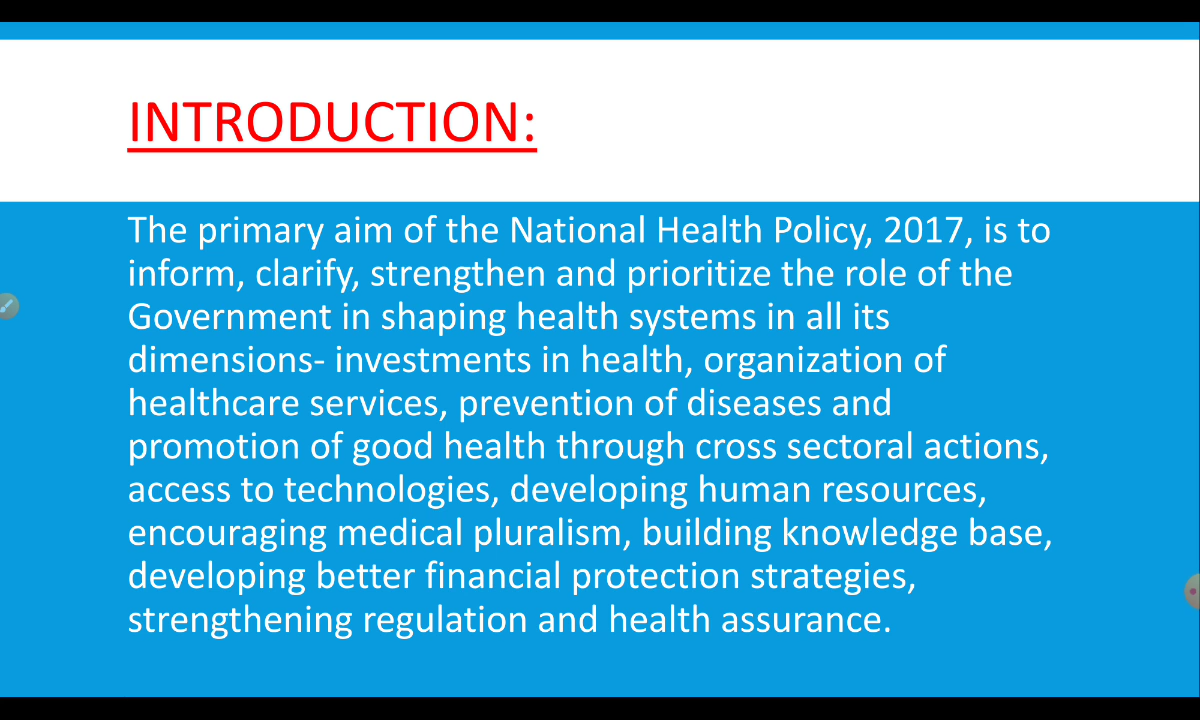 INTRODUCTION:
The primary aim of the National Health Policy, 2017, is to
inform, clarify, strengthen and prioritize the role of the
Government in shaping health systems in all its
dimensions- investments in health, organization of
healthcare services, prevention of diseases and
promotion of good health through cross sectoral actions,
access to technologies, developing human resources,
encouraging medical pluralism, building knowledge base,
developing better financial protection strategies,
strengthening regulation and health assurance.